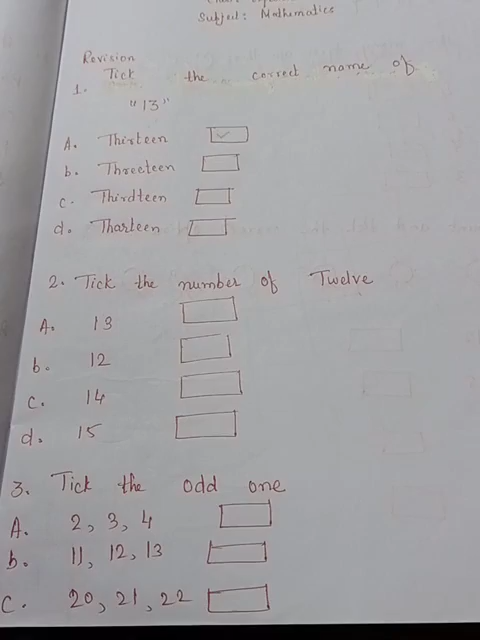 Subject: Mathematics
Revision
1. Tick the correct name of
"13"
A. Thirteen
b. Threeteen
c. Thirdteen
d. Tharteen
2. Tick the number of Twelve
A. 13
b. 12
c. 14
d. 15
3. Tick the odd one
A. 2, 3, 4
b. 11, 12, 13
c. 20, 21, 22